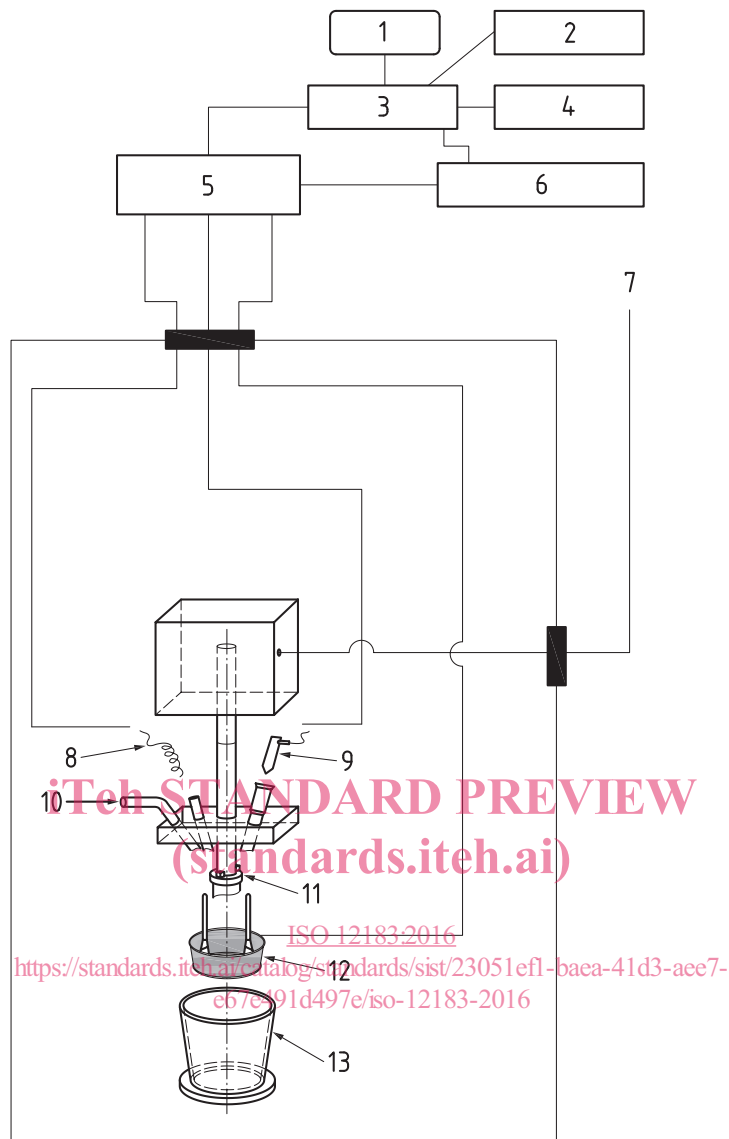 1
2
3
4
5
6
7
8
9
10
iTeh STANDARD PREVIEW
(standards.iteh.ai)
11
ISO 12183:2016
12
https://standards.iteh.ai/catalog/standards/sist/23051ef1-baea-41d3-aee7-
e67e491d497e/iso-12183-2016
13